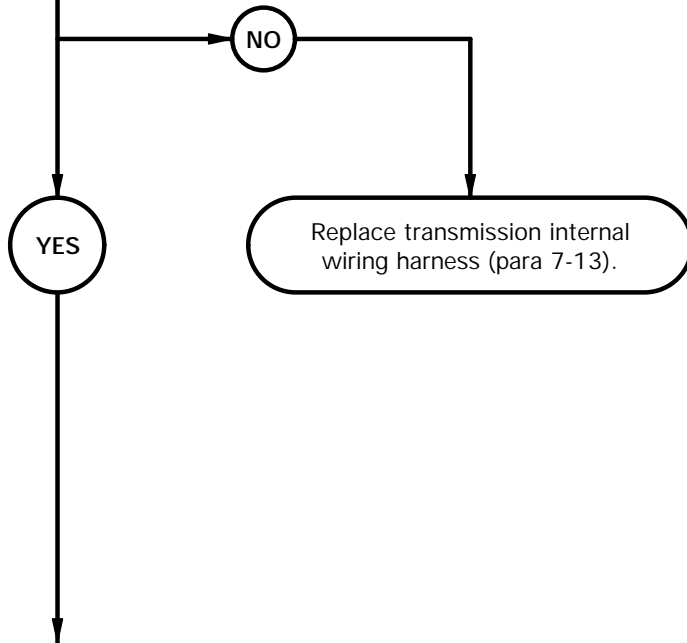 NO
YES
Replace transmission internal
wiring harness (para 7-13).